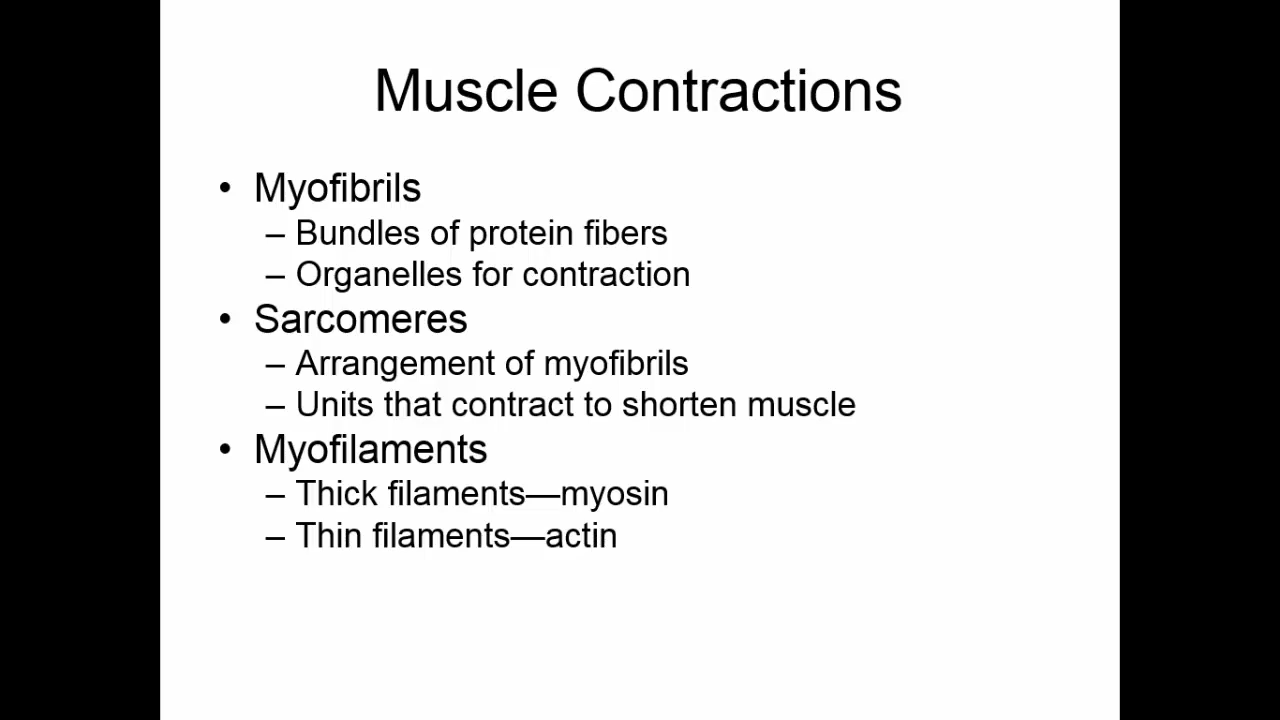 Muscle Contractions
• Myofibrils
– Bundles of protein fibers
– Organelles for contraction
• Sarcomeres
– Arrangement of myofibrils
– Units that contract to shorten muscle
• Myofilaments
– Thick filaments—myosin
– Thin filaments—actin